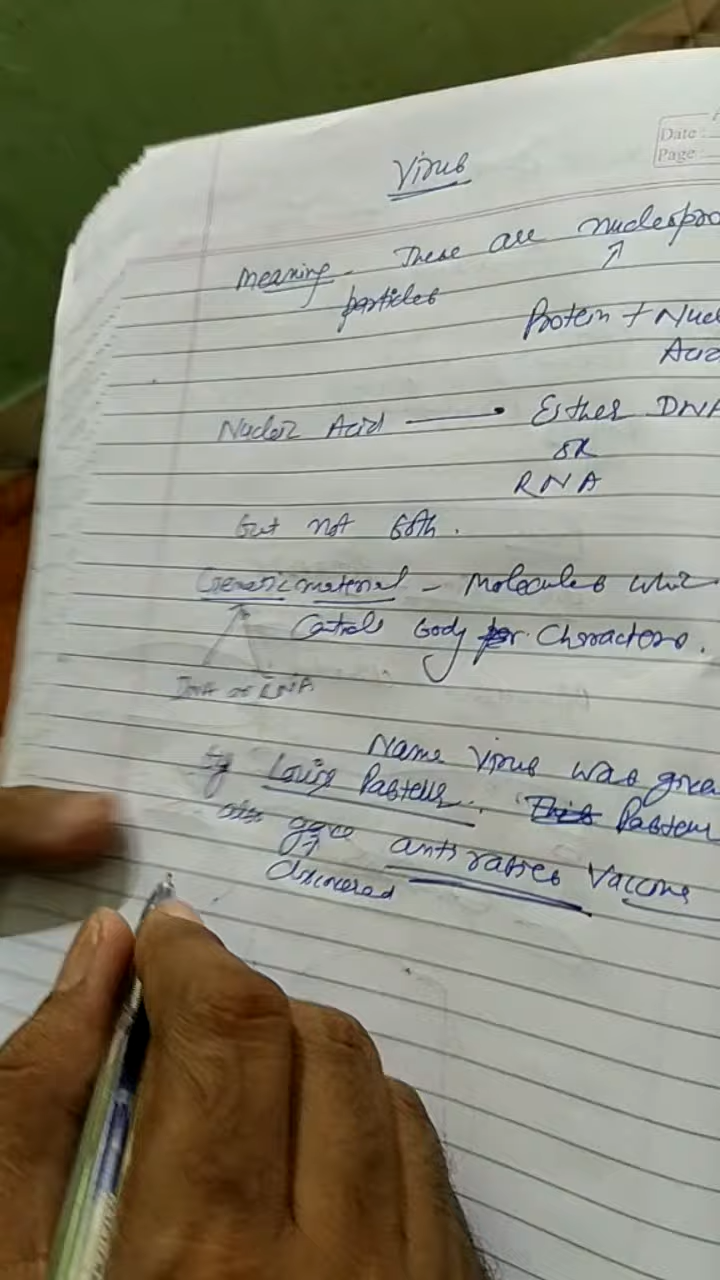 Date :
Page :
Virus
Meaning - These are nucleopro
particles
Protein + Nucl
Acid
Nucleic Acid → Either DNA
or
RNA
but not both.
Genetic material - Molecules whic
Controls body for Characters.
DNA or RNA
Name Virus was given
by Louis Pasteur. This Pasteur
also gave anti rabies Vaccine
discovered